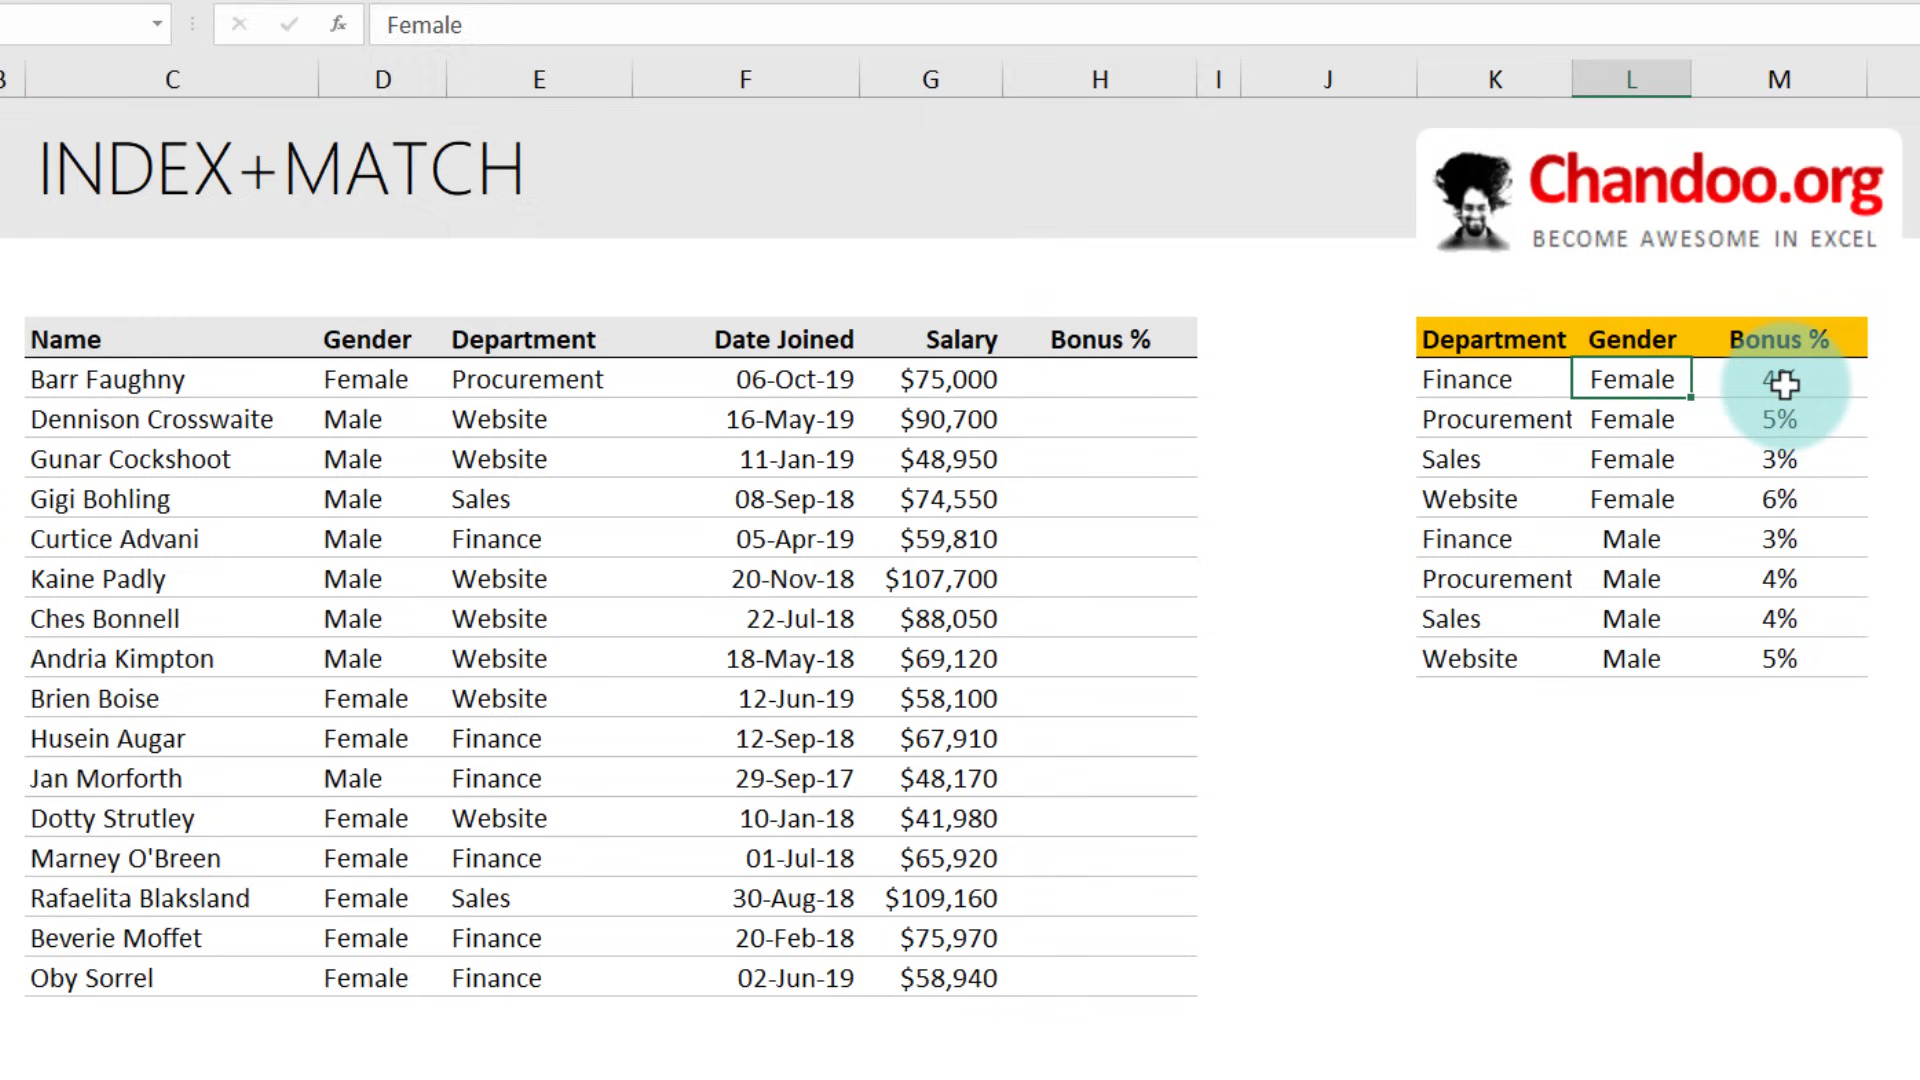 Female
B C D E F G H I J K L M
INDEX+MATCH
Chandoo.org
BECOME AWESOME IN EXCEL
Name Gender Department Date Joined Salary Bonus % Department Gender Bonus %
Barr Faughny Female Procurement 06-Oct-19 $75,000 Finance Female
Dennison Crosswaite Male Website 16-May-19 $90,700 Procurement Female 5%
Gunar Cockshoot Male Website 11-Jan-19 $48,950 Sales Female 3%
Gigi Bohling Male Sales 08-Sep-18 $74,550 Website Female 6%
Curtice Advani Male Finance 05-Apr-19 $59,810 Finance Male 3%
Kaine Padly Male Website 20-Nov-18 $107,700 Procurement Male 4%
Ches Bonnell Male Website 22-Jul-18 $88,050 Sales Male 4%
Andria Kimpton Male Website 18-May-18 $69,120 Website Male 5%
Brien Boise Female Website 12-Jun-19 $58,100
Husein Augar Female Finance 12-Sep-18 $67,910
Jan Morforth Male Finance 29-Sep-17 $48,170
Dotty Strutley Female Website 10-Jan-18 $41,980
Marney O'Breen Female Finance 01-Jul-18 $65,920
Rafaelita Blaksland Female Sales 30-Aug-18 $109,160
Beverie Moffet Female Finance 20-Feb-18 $75,970
Oby Sorrel Female Finance 02-Jun-19 $58,940